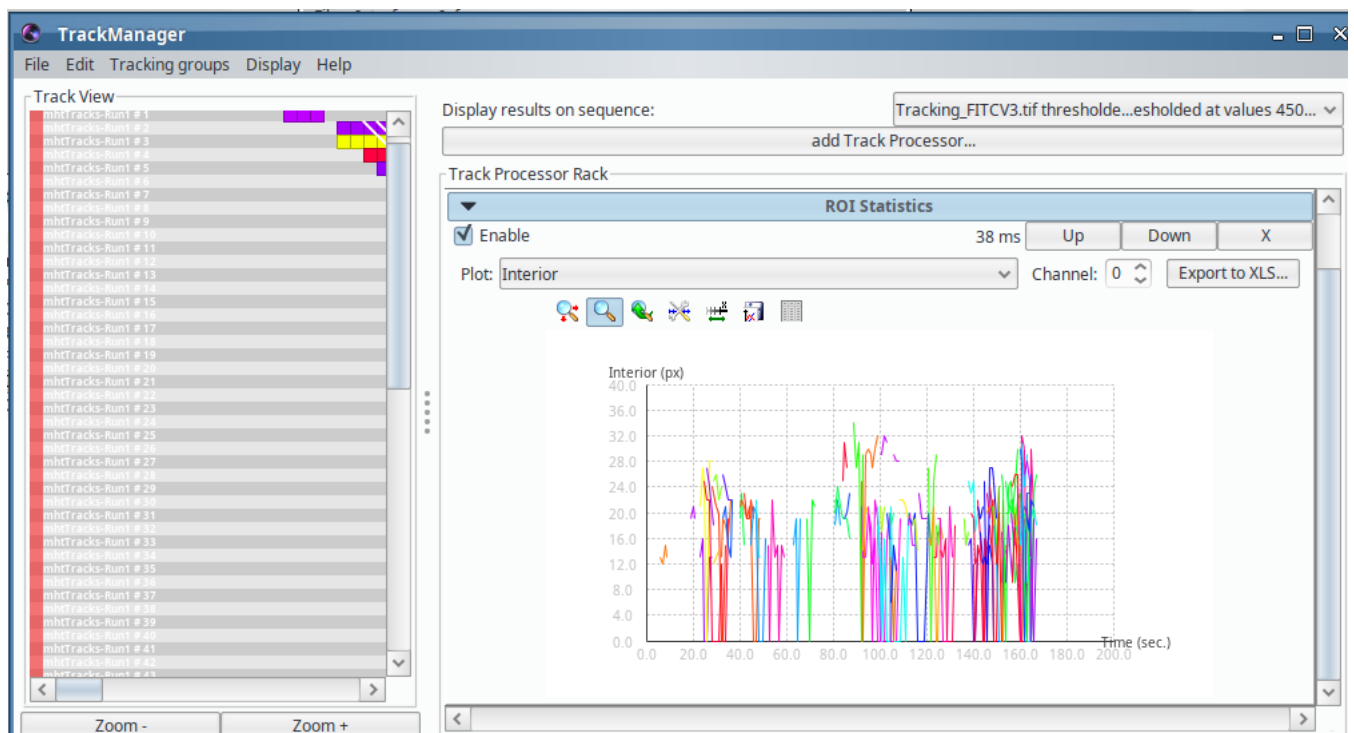 TrackManager
File Edit Tracking groups Display Help
Track View
mhtTracks-Run1 # 1
mhtTracks-Run1 # 2
mhtTracks-Run1 # 3
mhtTracks-Run1 # 4
mhtTracks-Run1 # 5
mhtTracks-Run1 # 6
mhtTracks-Run1 # 7
mhtTracks-Run1 # 8
mhtTracks-Run1 # 9
mhtTracks-Run1 # 10
mhtTracks-Run1 # 11
mhtTracks-Run1 # 12
mhtTracks-Run1 # 13
mhtTracks-Run1 # 14
mhtTracks-Run1 # 15
mhtTracks-Run1 # 16
mhtTracks-Run1 # 17
mhtTracks-Run1 # 18
mhtTracks-Run1 # 19
mhtTracks-Run1 # 20
mhtTracks-Run1 # 21
mhtTracks-Run1 # 22
mhtTracks-Run1 # 23
mhtTracks-Run1 # 24
mhtTracks-Run1 # 25
mhtTracks-Run1 # 26
mhtTracks-Run1 # 27
mhtTracks-Run1 # 28
mhtTracks-Run1 # 29
mhtTracks-Run1 # 30
mhtTracks-Run1 # 31
mhtTracks-Run1 # 32
mhtTracks-Run1 # 33
mhtTracks-Run1 # 34
mhtTracks-Run1 # 35
mhtTracks-Run1 # 36
mhtTracks-Run1 # 37
mhtTracks-Run1 # 38
mhtTracks-Run1 # 39
mhtTracks-Run1 # 40
mhtTracks-Run1 # 41
mhtTracks-Run1 # 42
mhtTracks-Run1 # 43
Zoom - Zoom +
Display results on sequence: Tracking_FITCV3.tif thresholde...esholded at values 450...
add Track Processor...
Track Processor Rack
ROI Statistics
Enable 38 ms Up Down X
Plot: Interior Channel: 0 Export to XLS...
Interior (px)
40.0
36.0
32.0
28.0
24.0
20.0
16.0
12.0
8.0
4.0
0.0
Time (sec.)
0.0 20.0 40.0 60.0 80.0 100.0 120.0 140.0 160.0 180.0 200.0